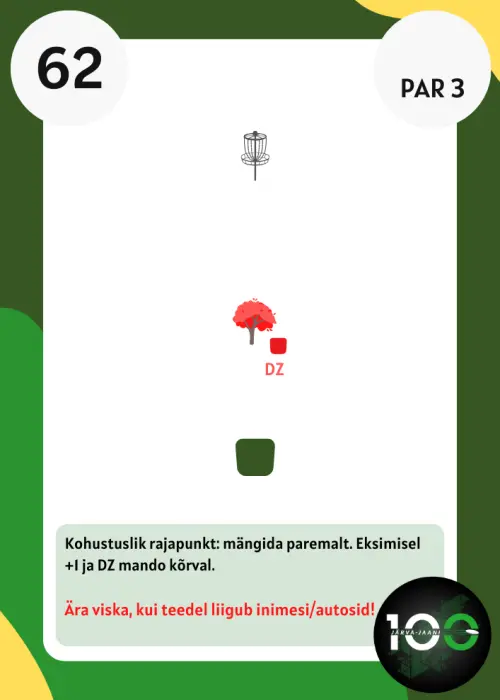 62
PAR 3
DZ
Kohustuslik rajapunkt: mängida paremalt. Eksimisel
+1 ja DZ mando kõrval.
Ära viska, kui teedel liigub inimesi/autosid!
100
JÄRVA-JAANI